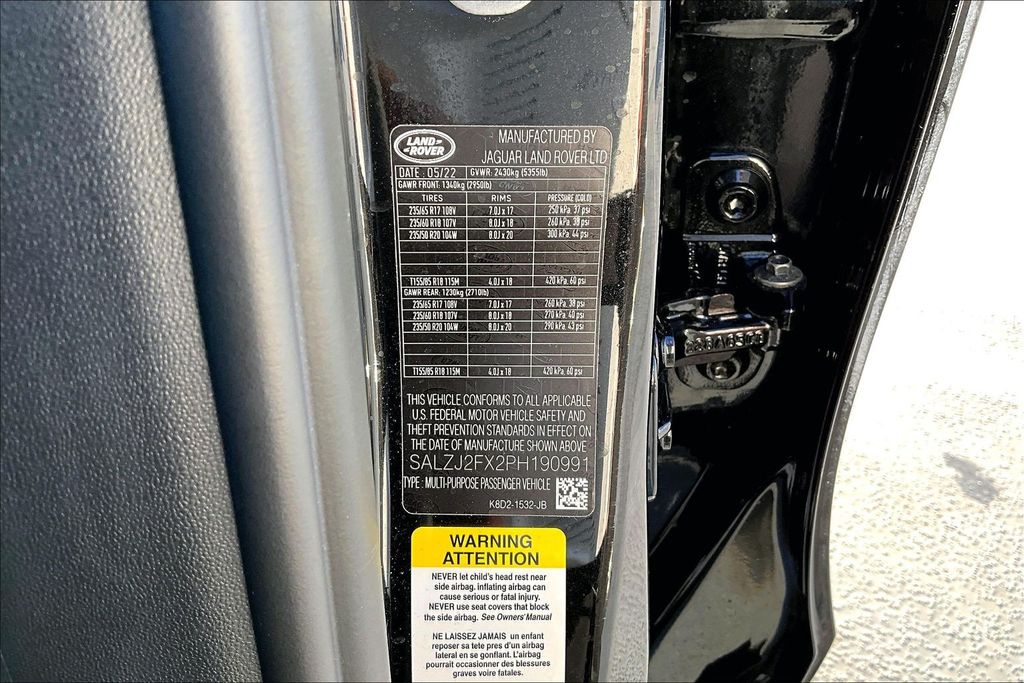 LAND
ROVER
MANUFACTURED BY
JAGUAR LAND ROVER LTD
DATE 05/22 GVWR: 2430kg (5355lb)
GAWR FRONT: 1340kg (2950lb)
TIRES RIMS PRESSURE (COLD)
235/65 R17 108V 7.0J x 17 250 kPa, 37 psi
235/60 R18 107V 8.0J x 18 260 kPa, 38 psi
235/50 R20 104W 8.0J x 20 300 kPa, 44 psi
T155/85 R18 115M 4.0J x 18 420 kPa, 60 psi
GAWR REAR: 1230kg (2710lb)
235/65 R17 108V 7.0J x 17 260 kPa, 38 psi
235/60 R18 107V 8.0J x 18 270 kPa, 40 psi
235/50 R20 104W 8.0J x 20 290 kPa, 43 psi
T155/85 R18 115M 4.0J x 18 420 kPa, 60 psi
THIS VEHICLE CONFORMS TO ALL APPLICABLE
U.S. FEDERAL MOTOR VEHICLE SAFETY AND
THEFT PREVENTION STANDARDS IN EFFECT ON
THE DATE OF MANUFACTURE SHOWN ABOVE
SALZJ2FX2PH190991
TYPE : MULTI-PURPOSE PASSENGER VEHICLE
K8D2-1532-JB
WARNING
ATTENTION
NEVER let child's head rest near
side airbag. inflating airbag can
cause serious or fatal injury.
NEVER use seat covers that block
the side airbag. See Owners' Manual
NE LAISSEZ JAMAIS un enfant
reposer sa tete pres d'un airbag
lateral en se gonflant. L'airbag
pourrait occasionner des blessures
graves voire fatales.